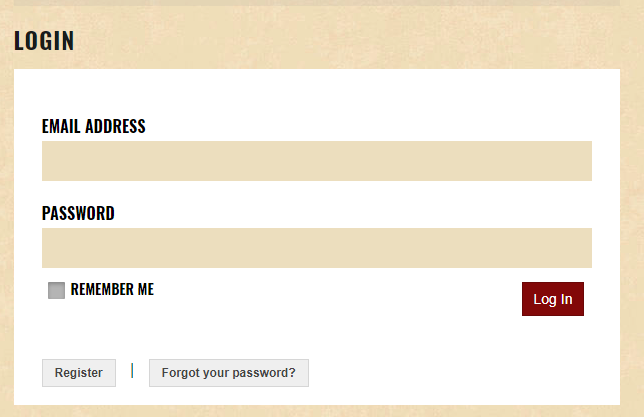 LOGIN
EMAIL ADDRESS
PASSWORD
REMEMBER ME
Log In
Register | Forgot your password?